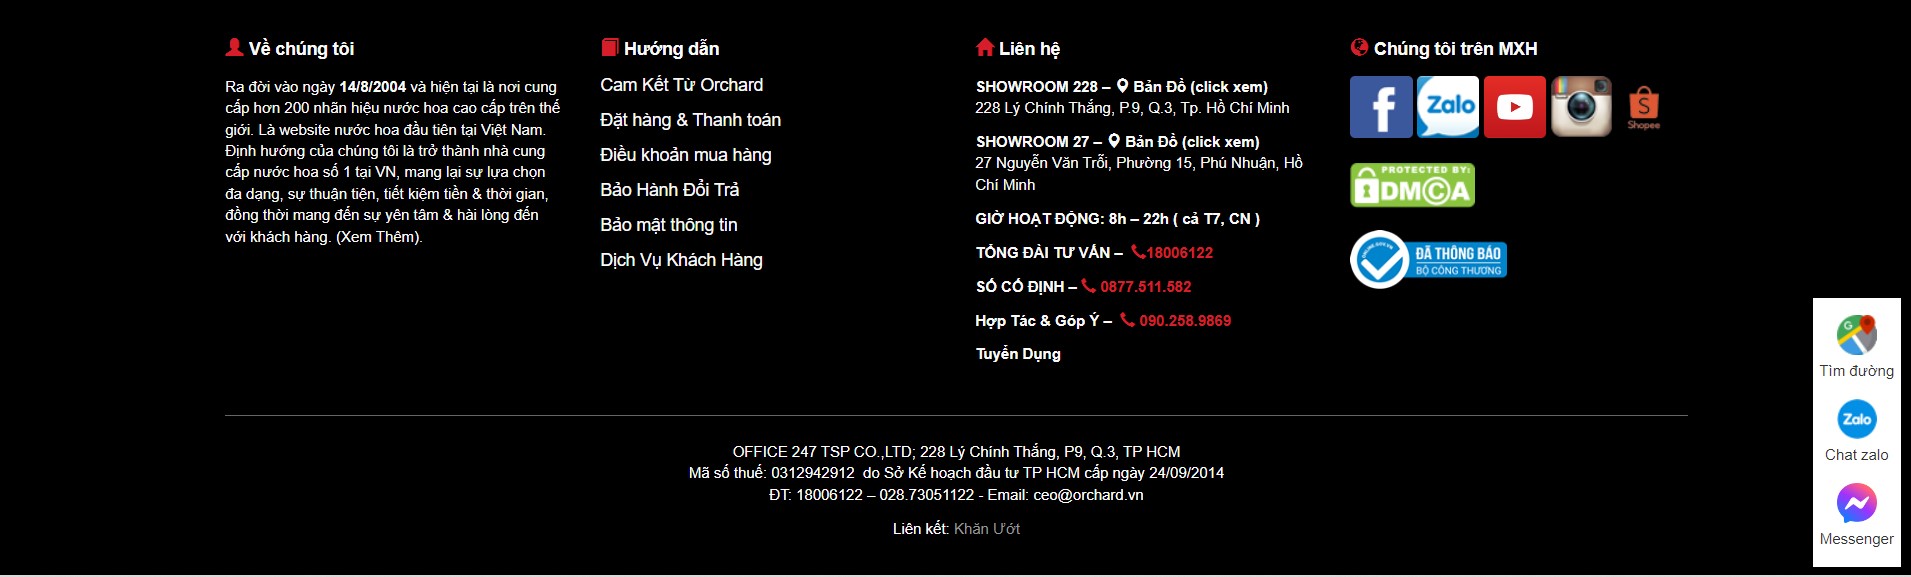 Về chúng tôi
Ra đời vào ngày 14/8/2004 và hiện tại là nơi cung
cấp hơn 200 nhãn hiệu nước hoa cao cấp trên thế
giới. Là website nước hoa đầu tiên tại Việt Nam.
Định hướng của chúng tôi là trở thành nhà cung
cấp nước hoa số 1 tại VN, mang lại sự lựa chọn
đa dạng, sự thuận tiện, tiết kiệm tiền & thời gian,
đồng thời mang đến sự yên tâm & hài lòng đến
với khách hàng. (Xem Thêm).
Hướng dẫn
Cam Kết Từ Orchard
Đặt hàng & Thanh toán
Điều khoản mua hàng
Bảo Hành Đổi Trả
Bảo mật thông tin
Dịch Vụ Khách Hàng
Liên hệ
SHOWROOM 228 – Bản Đồ (click xem)
228 Lý Chính Thắng, P.9, Q.3, Tp. Hồ Chí Minh
SHOWROOM 27 – Bản Đồ (click xem)
27 Nguyễn Văn Trỗi, Phường 15, Phú Nhuận, Hồ
Chí Minh
GIỜ HOẠT ĐỘNG: 8h – 22h ( cả T7, CN )
TỔNG ĐÀI TƯ VẤN – 18006122
SỐ CỐ ĐỊNH – 0877.511.582
Hợp Tác & Góp Ý – 090.258.9869
Tuyển Dụng
Chúng tôi trên MXH
Zalo
Shopee
PROTECTED BY:
DMCA
ONLINE.GOV.VN
ĐÃ THÔNG BÁO
BỘ CÔNG THƯƠNG
Tìm đường
Zalo
Chat zalo
Messenger
OFFICE 247 TSP CO.,LTD; 228 Lý Chính Thắng, P9, Q.3, TP HCM
Mã số thuế: 0312942912 do Sở Kế hoạch đầu tư TP HCM cấp ngày 24/09/2014
ĐT: 18006122 – 028.73051122 - Email: ceo@orchard.vn
Liên kết: Khăn Ướt